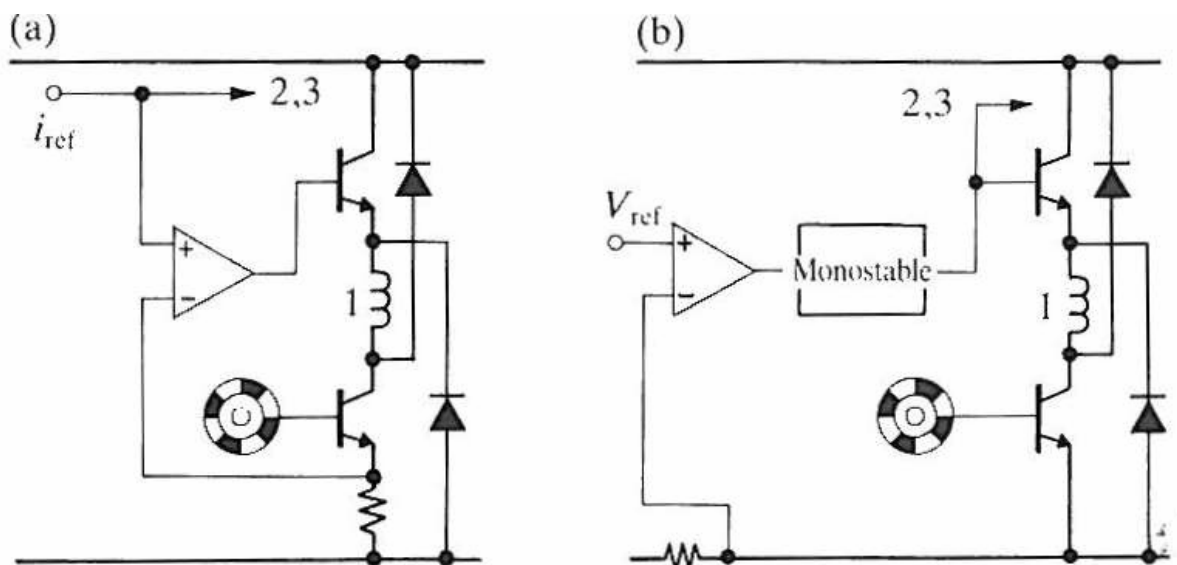 (a)
2,3
i_ref
+
−
1
(b)
2,3
V_ref
+
−
Monostable
1